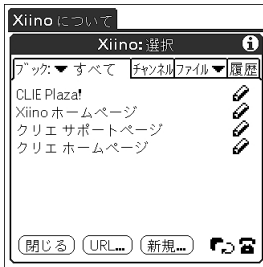 Xiino について
Xiino: 選択
ﾌﾞｯｸ: すべて ﾁｬﾝﾈﾙ ﾌｧｲﾙ 履歴
CLIE Plaza!
Xiino ホームページ
クリエ サポートページ
クリエ ホームページ
閉じる URL... 新規...